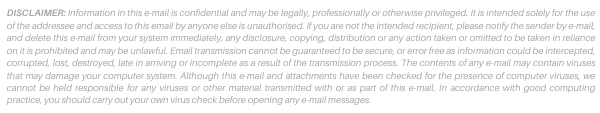 DISCLAIMER: Information in this e-mail is confidential and may be legally, professionally or otherwise privileged. It is intended solely for the use
of the addressee and access to this email by anyone else is unauthorised. If you are not the intended recipient, please notify the sender by e-mail,
and delete this e-mail from your system immediately, any disclosure, copying, distribution or any action taken or omitted to be taken in reliance
on it is prohibited and may be unlawful. Email transmission cannot be guaranteed to be secure, or error free as information could be intercepted,
corrupted, lost, destroyed, late in arriving or incomplete as a result of the transmission process. The contents of any e-mail may contain viruses
that may damage your computer system. Although this e-mail and attachments have been checked for the presence of computer viruses, we
cannot be held responsible for any viruses or other material transmitted with or as part of this e-mail. In accordance with good computing
practice, you should carry out your own virus check before opening any e-mail messages.